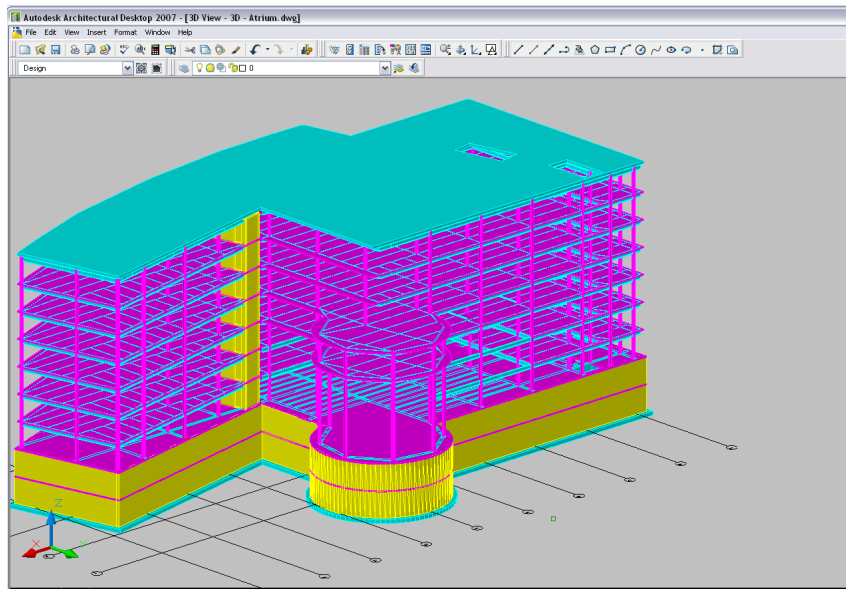 Autodesk Architectural Desktop 2007 - [3D View - 3D - Atrium.dwg]
File Edit View Insert Format Window Help
Design 0
Z
X
Y